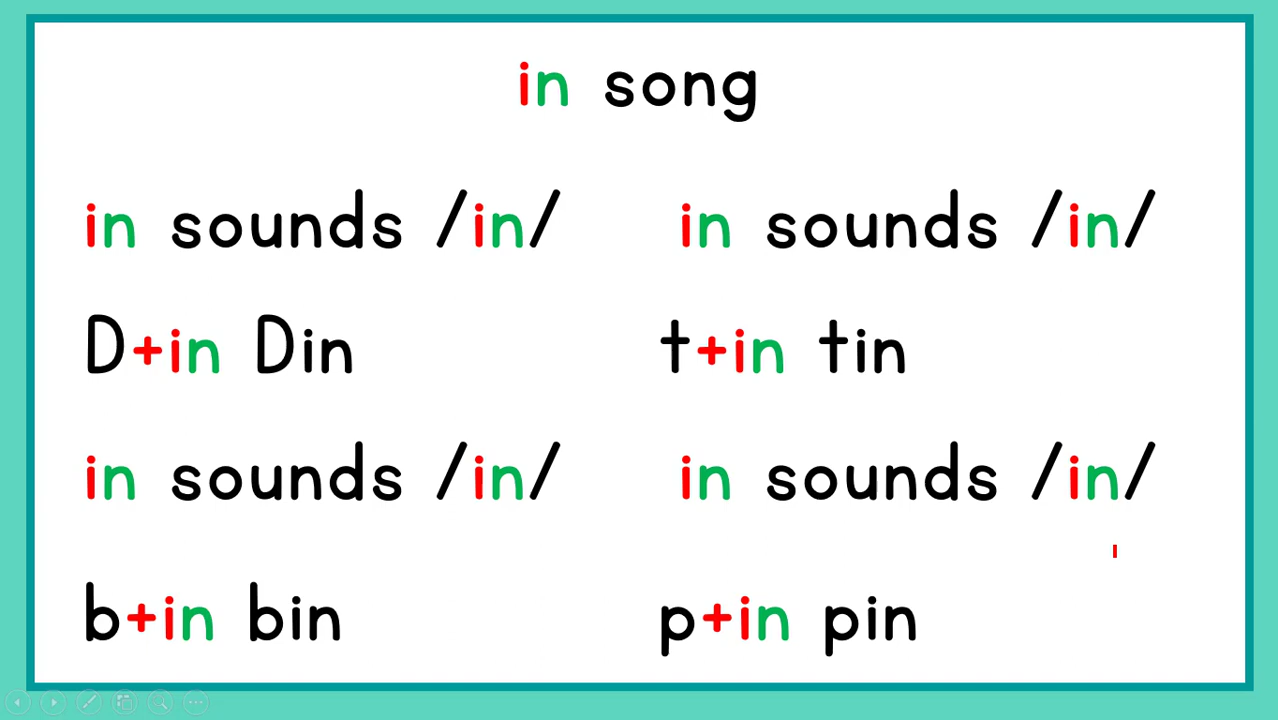 in song
in sounds /in/ in sounds /in/
D+in Din t+in tin
in sounds /in/ in sounds /in/
b+in bin p+in pin